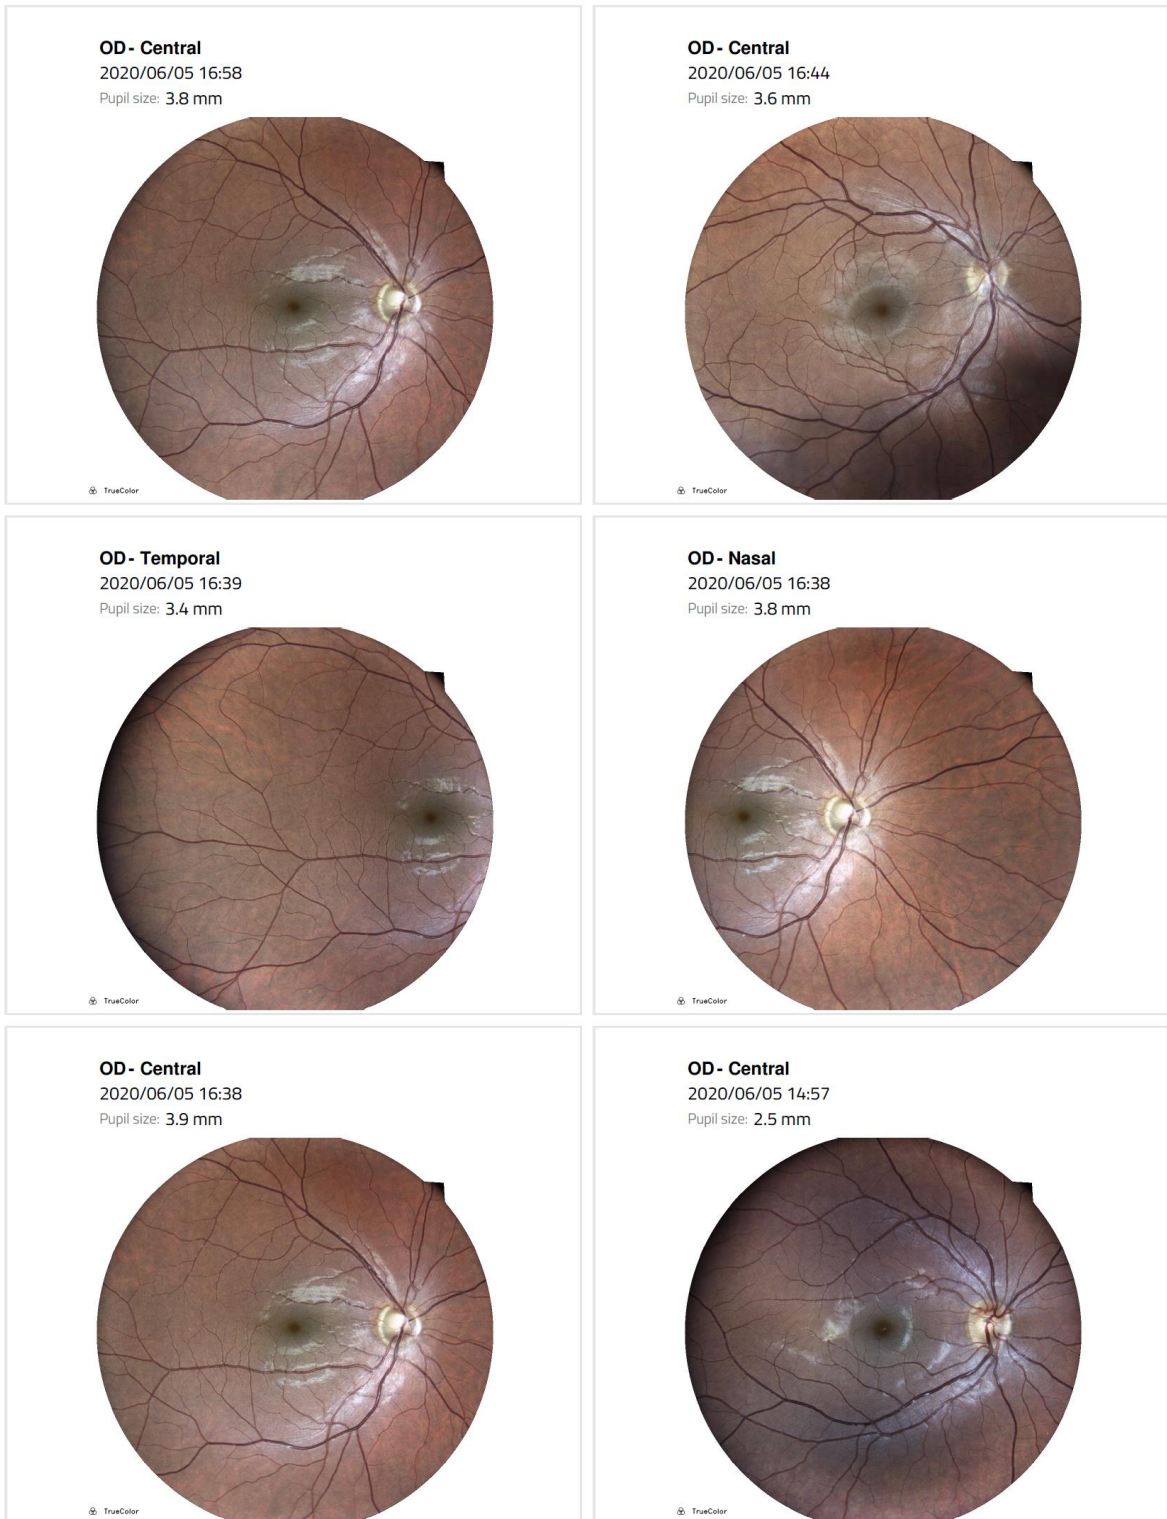 OD - Central
2020/06/05 16:58
Pupil size: 3.8 mm
TrueColor
OD - Central
2020/06/05 16:44
Pupil size: 3.6 mm
TrueColor
OD - Temporal
2020/06/05 16:39
Pupil size: 3.4 mm
TrueColor
OD - Nasal
2020/06/05 16:38
Pupil size: 3.8 mm
TrueColor
OD - Central
2020/06/05 16:38
Pupil size: 3.9 mm
TrueColor
OD - Central
2020/06/05 14:57
Pupil size: 2.5 mm
TrueColor